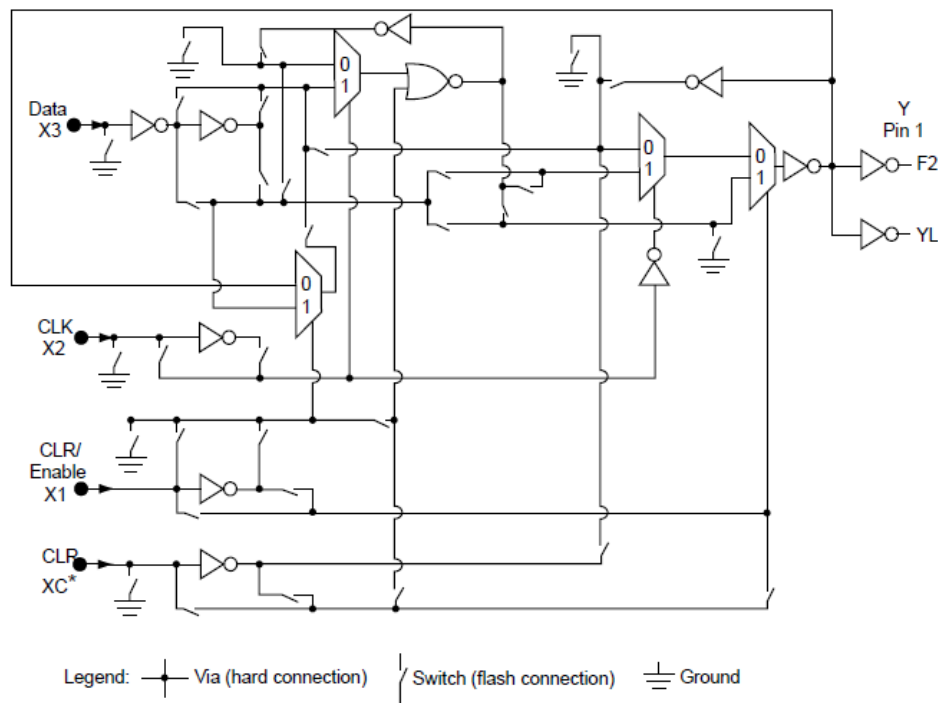 0
1
0
1
0
1
0
1
Data
X3
Y
Pin 1
F2
YL
CLK
X2
CLR/
Enable
X1
CLR
XC*
Legend: Via (hard connection) Switch (flash connection) Ground